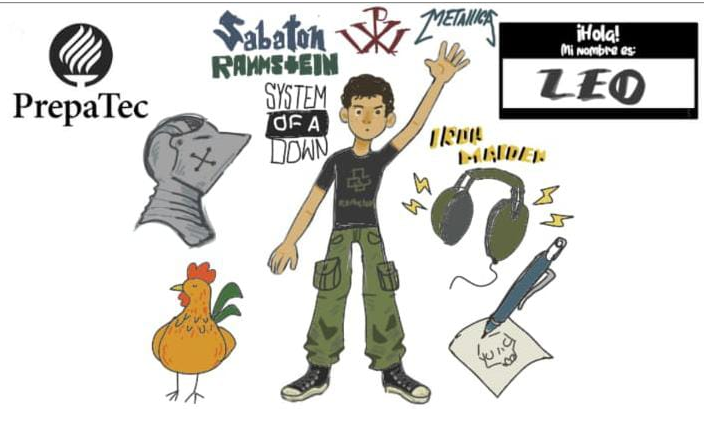 PrepaTec
Sabaton
RAMMSTEIN
SYSTEM
OF A
DOWN
METALLICA
¡Hola!
Mi nombre es:
LEO
IRON
MAIDEN